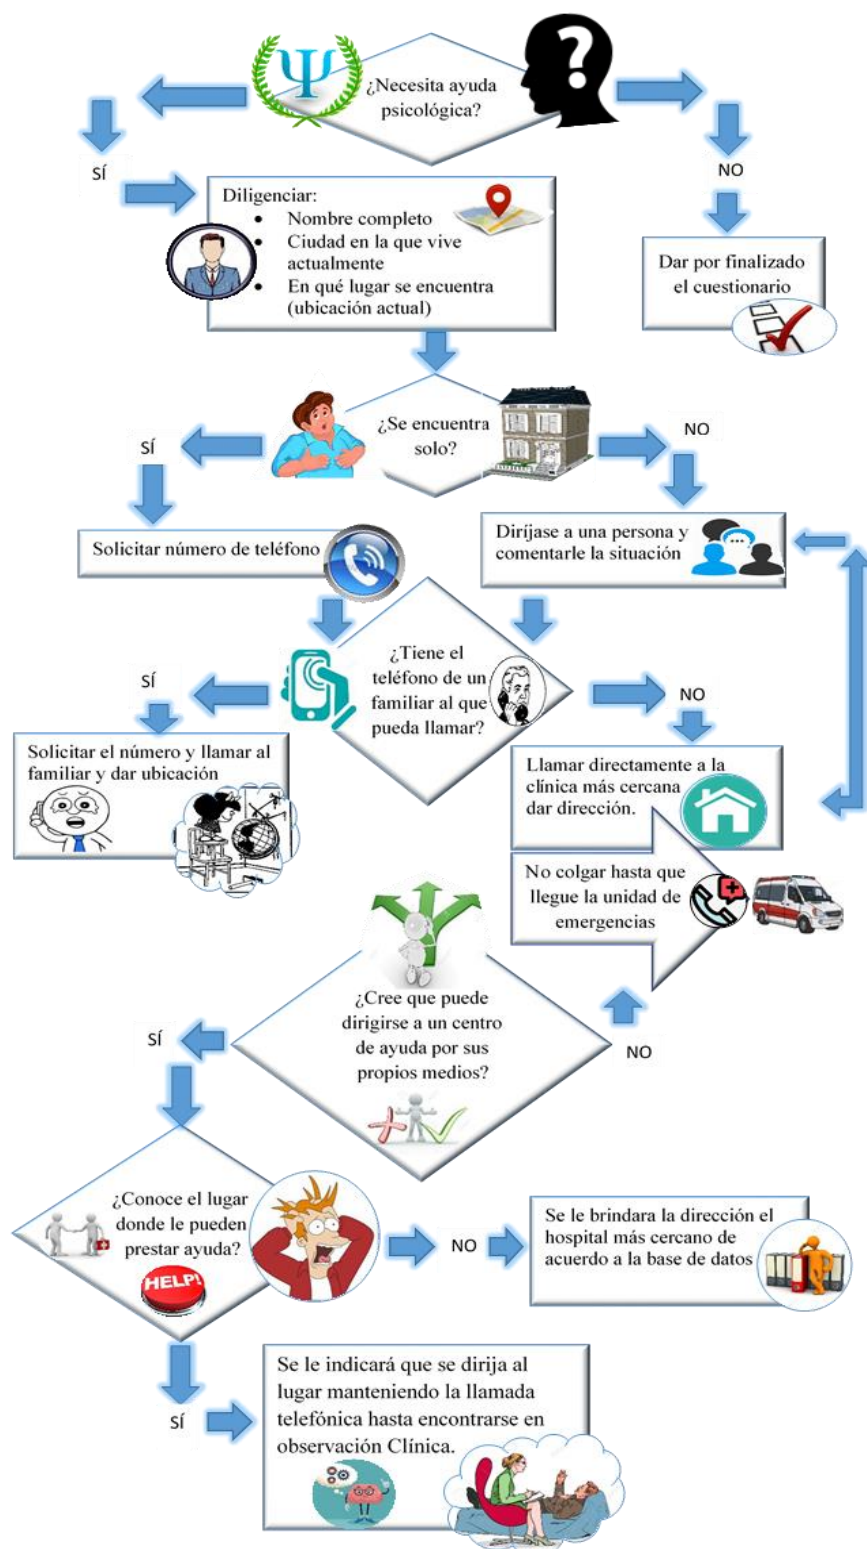 ¿Necesita ayuda
psicológica?
SÍ
NO
Diligenciar:
• Nombre completo
• Ciudad en la que vive
actualmente
• En qué lugar se encuentra
(ubicación actual)
Dar por finalizado
el cuestionario
¿Se encuentra
solo?
SÍ
NO
Solicitar número de teléfono
Diríjase a una persona y
comentarle la situación
¿Tiene el
teléfono de un
familiar al que
pueda llamar?
SÍ
NO
Solicitar el número y llamar al
familiar y dar ubicación
Llamar directamente a la
clínica más cercana
dar dirección.
No colgar hasta que
llegue la unidad de
emergencias
¿Cree que puede
dirigirse a un centro
de ayuda por sus
propios medios?
SÍ
NO
¿Conoce el lugar
donde le pueden
prestar ayuda?
HELP!
NO
Se le brindara la dirección el
hospital más cercano de
acuerdo a la base de datos
SÍ
Se le indicará que se dirija al
lugar manteniendo la llamada
telefónica hasta encontrarse en
observación Clínica.